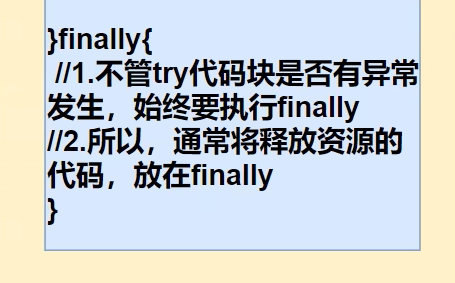 }finally{
//1.不管try代码块是否有异常
发生，始终要执行finally
//2.所以，通常将释放资源的
代码，放在finally
}